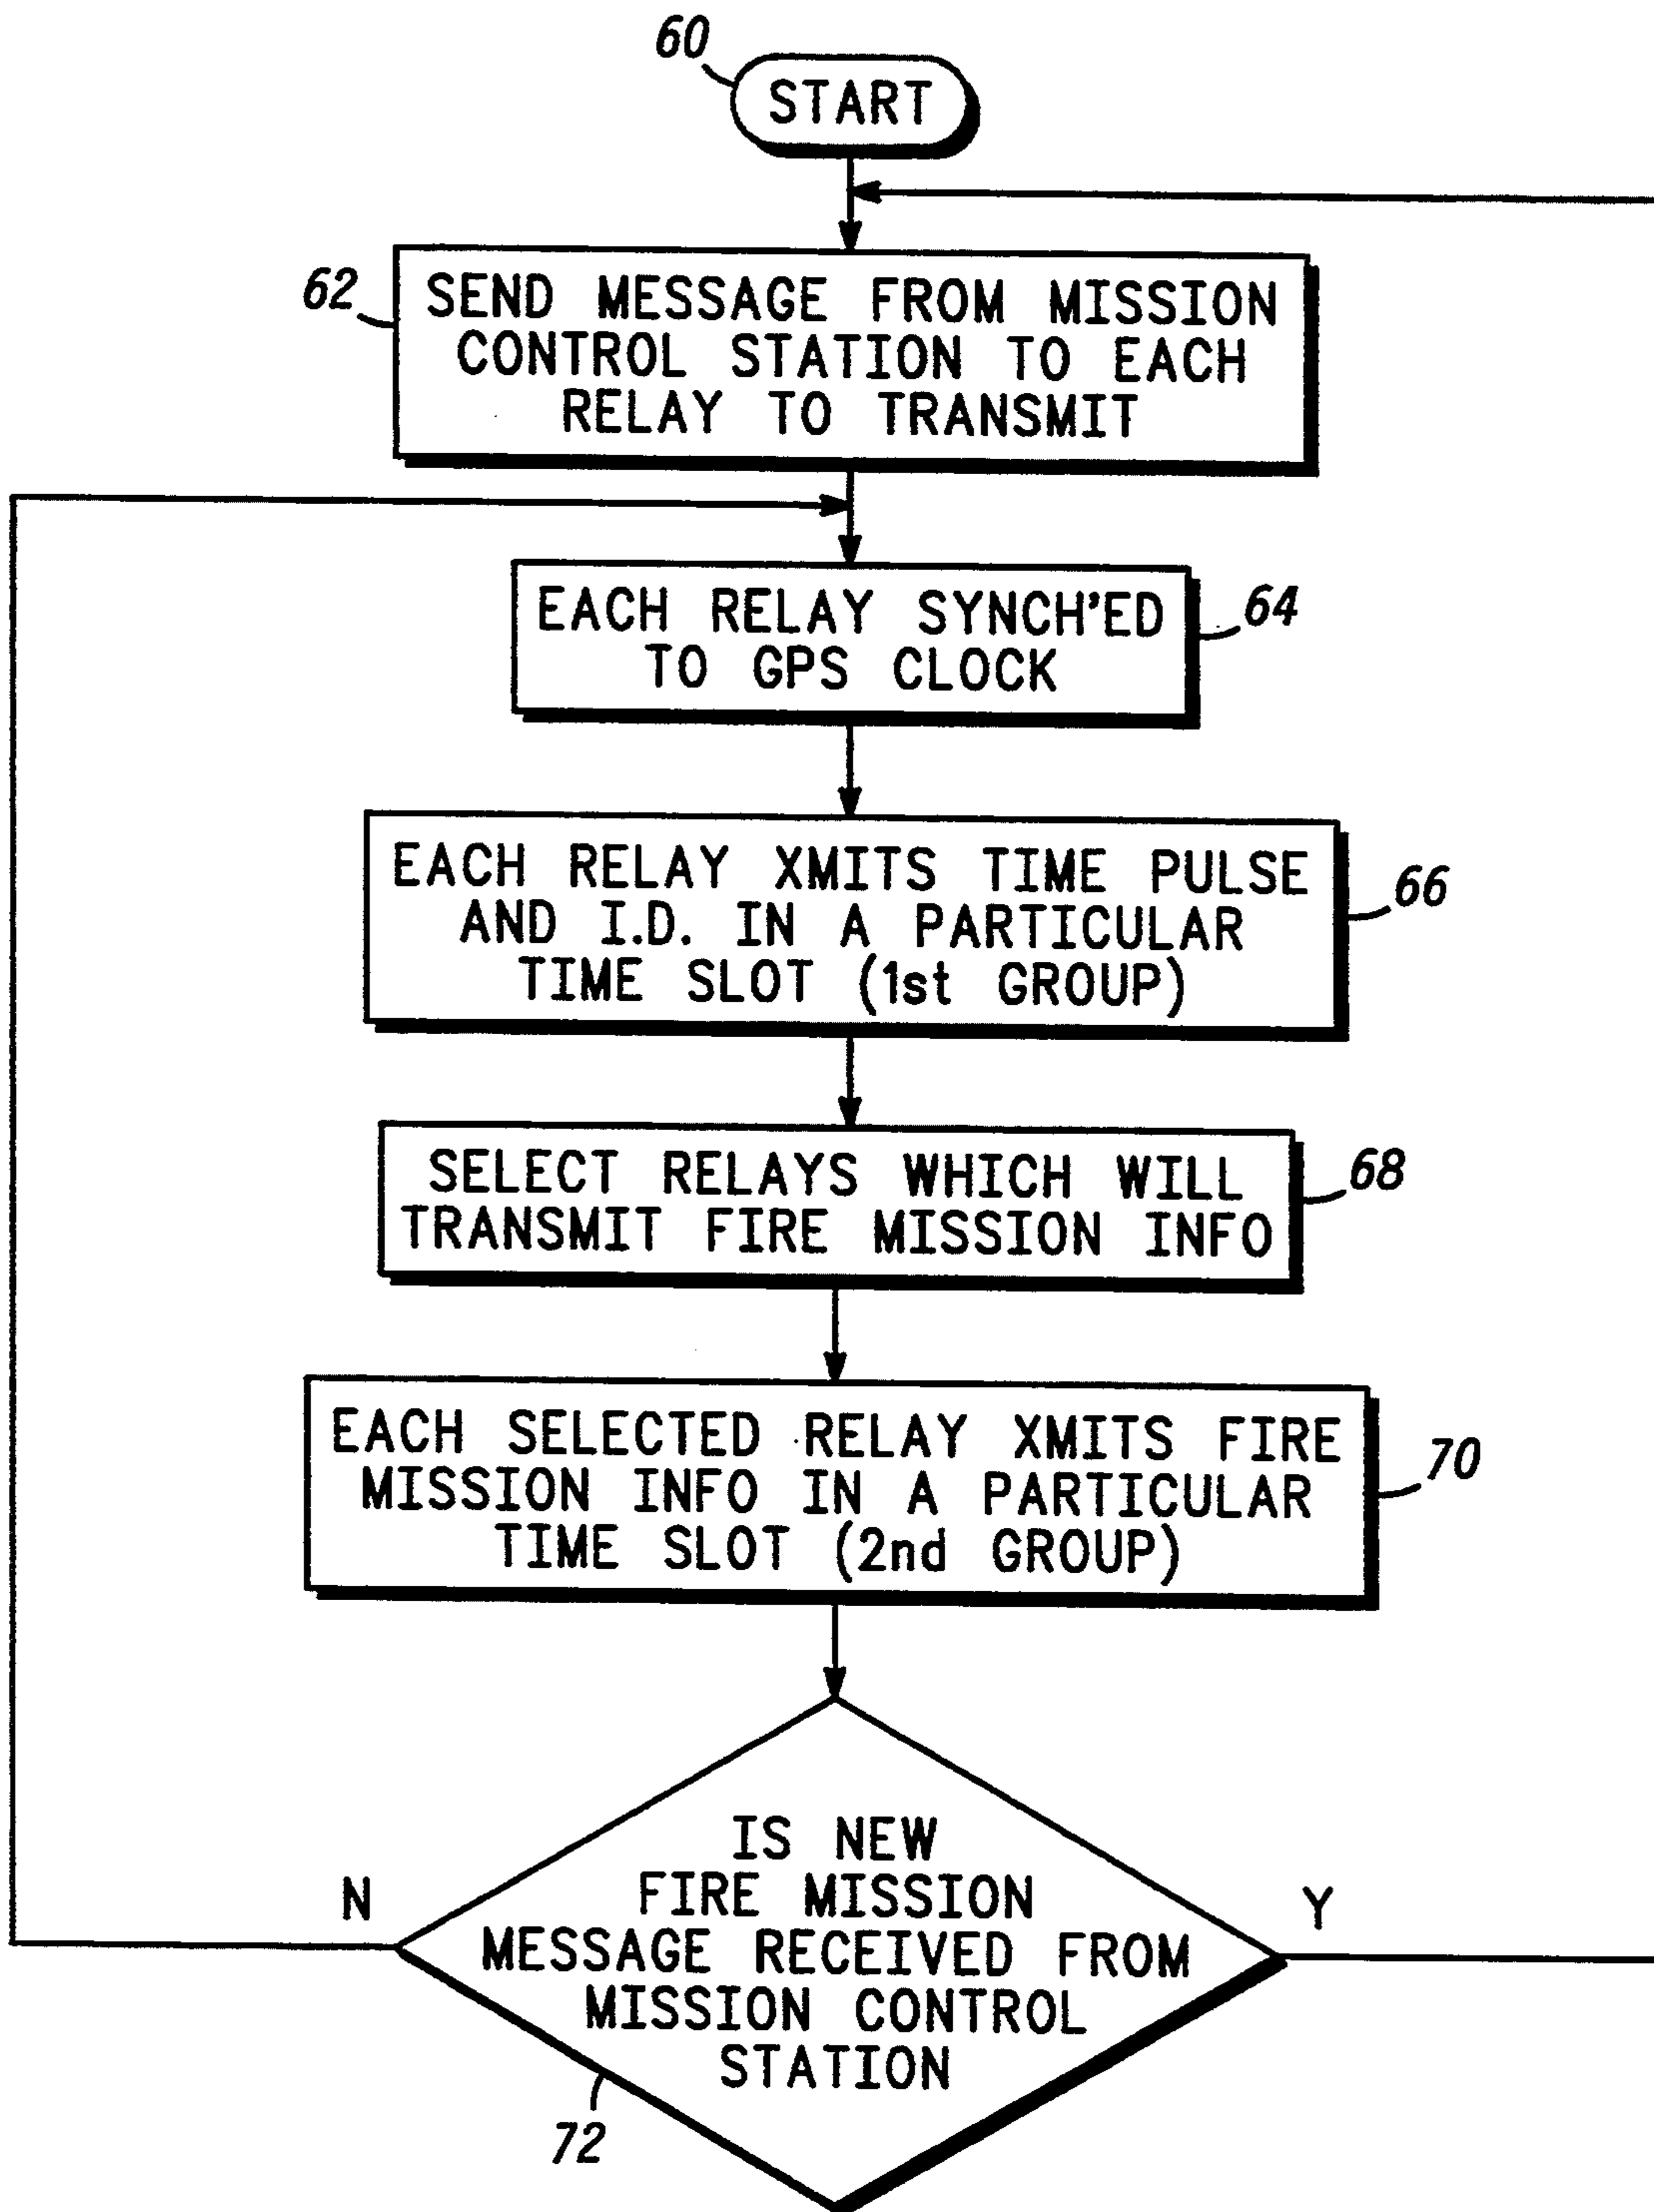 60
START
62
SEND MESSAGE FROM MISSION
CONTROL STATION TO EACH
RELAY TO TRANSMIT
EACH RELAY SYNCH'ED
TO GPS CLOCK
64
EACH RELAY XMITS TIME PULSE
AND I.D. IN A PARTICULAR
TIME SLOT (1st GROUP)
66
SELECT RELAYS WHICH WILL
TRANSMIT FIRE MISSION INFO
68
EACH SELECTED RELAY XMITS FIRE
MISSION INFO IN A PARTICULAR
TIME SLOT (2nd GROUP)
70
N
IS NEW
FIRE MISSION
MESSAGE RECEIVED FROM
MISSION CONTROL
STATION
Y
72